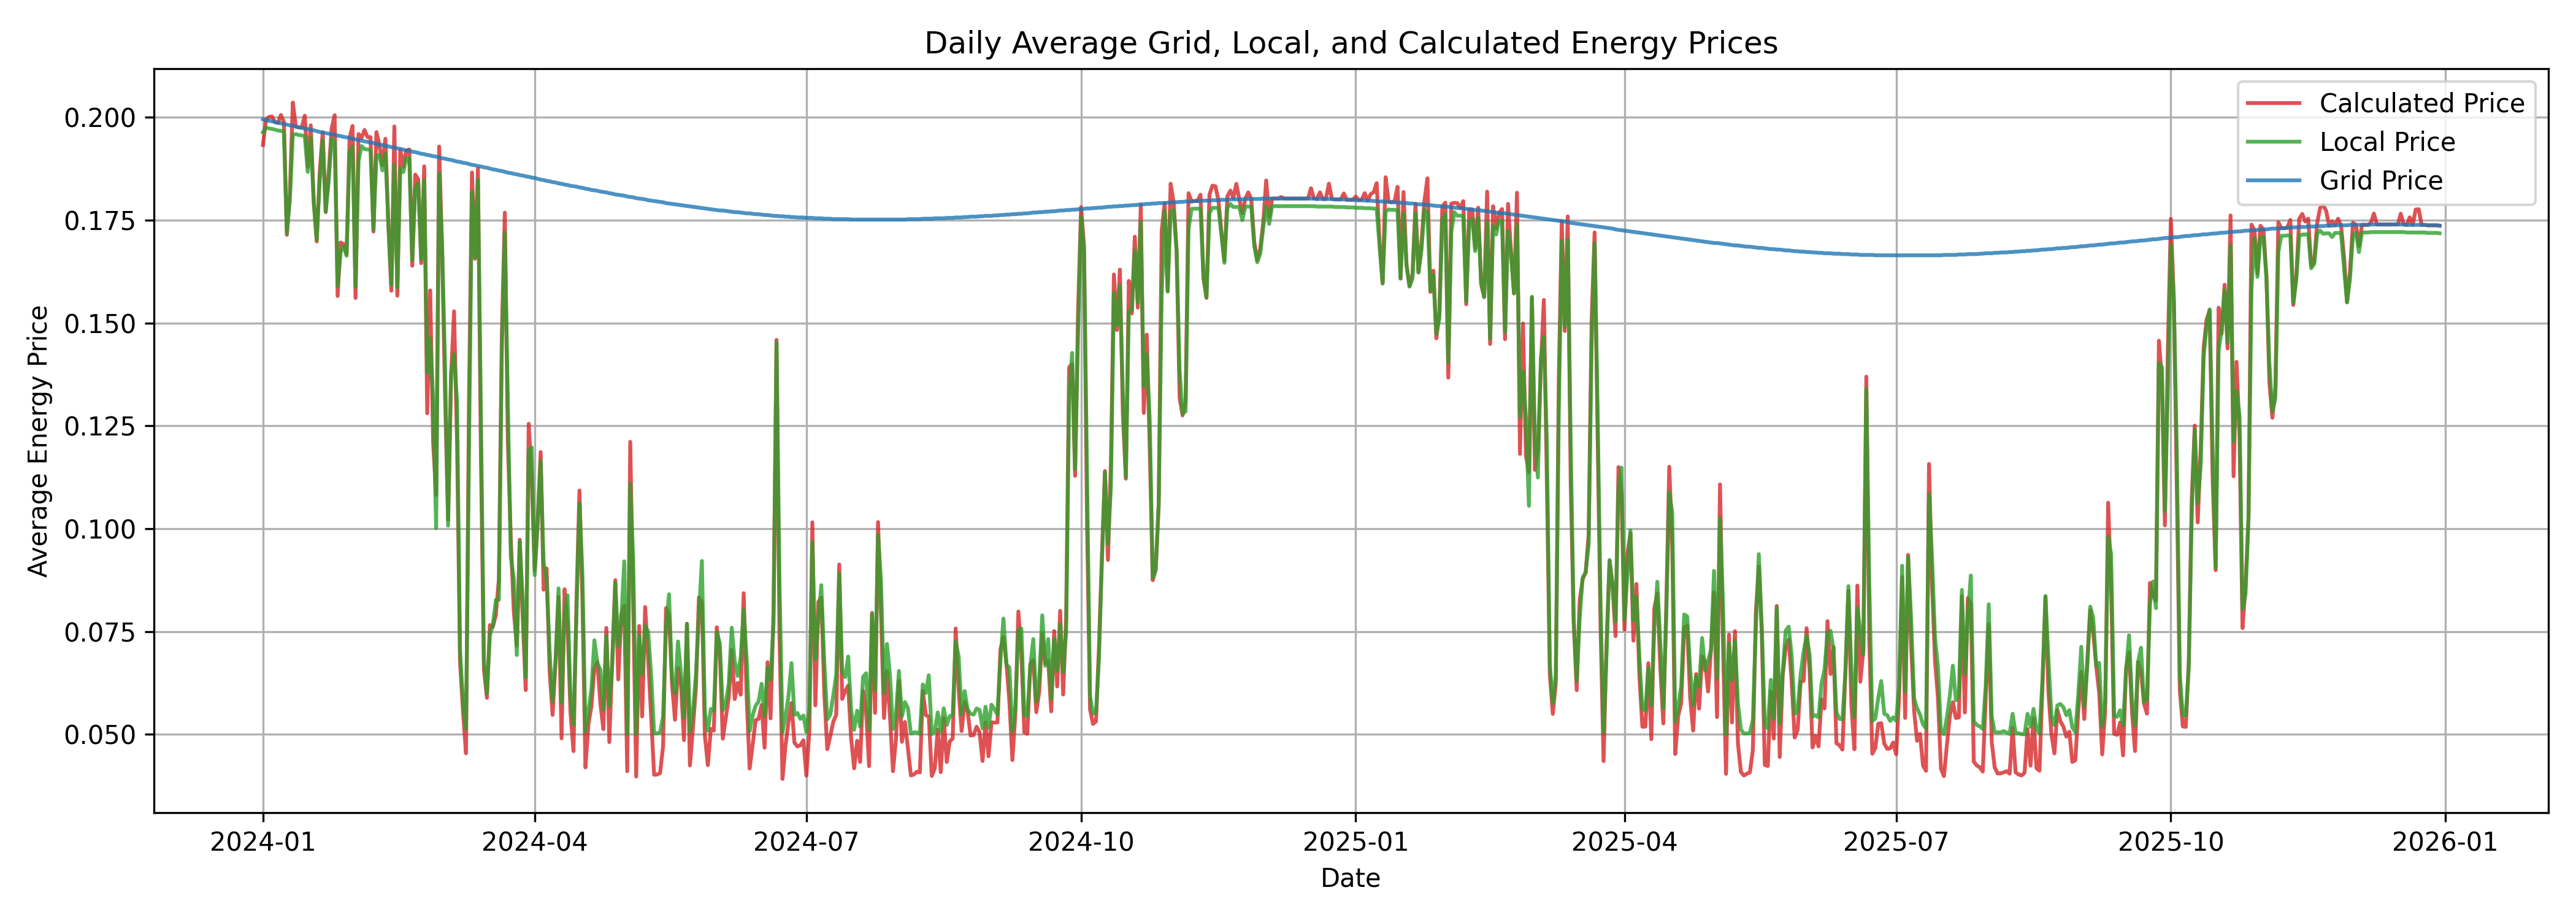 Daily Average Grid, Local, and Calculated Energy Prices
Calculated Price
Local Price
Grid Price
Average Energy Price
0.200
0.175
0.150
0.125
0.100
0.075
0.050
2024-01 2024-04 2024-07 2024-10 2025-01 2025-04 2025-07 2025-10 2026-01
Date